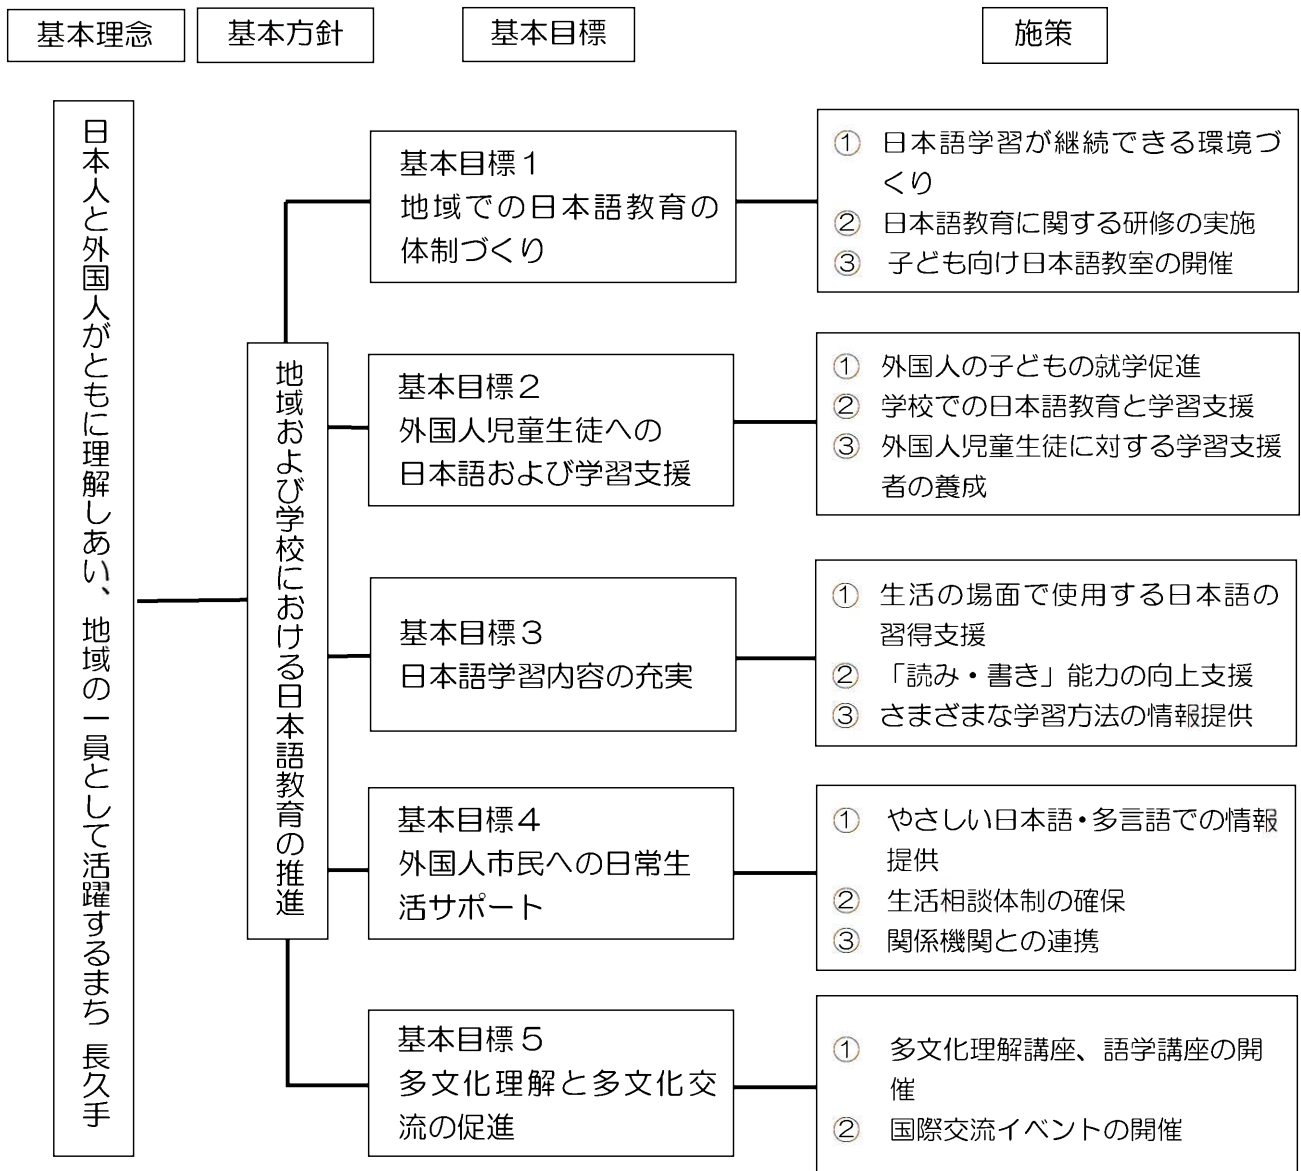 基本理念
基本方針
基本目標
施策
日本人と外国人がともに理解しあい、地域の一員として活躍するまち 長久手
地域および学校における日本語教育の推進
基本目標１
地域での日本語教育の
体制づくり
① 日本語学習が継続できる環境づ
くり
② 日本語教育に関する研修の実施
③ 子ども向け日本語教室の開催
基本目標２
外国人児童生徒への
日本語および学習支援
① 外国人の子どもの就学促進
② 学校での日本語教育と学習支援
③ 外国人児童生徒に対する学習支援
者の養成
基本目標３
日本語学習内容の充実
① 生活の場面で使用する日本語の
習得支援
② 「読み・書き」能力の向上支援
③ さまざまな学習方法の情報提供
基本目標４
外国人市民への日常生
活サポート
① やさしい日本語・多言語での情報
提供
② 生活相談体制の確保
③ 関係機関との連携
基本目標５
多文化理解と多文化交
流の促進
① 多文化理解講座、語学講座の開
催
② 国際交流イベントの開催